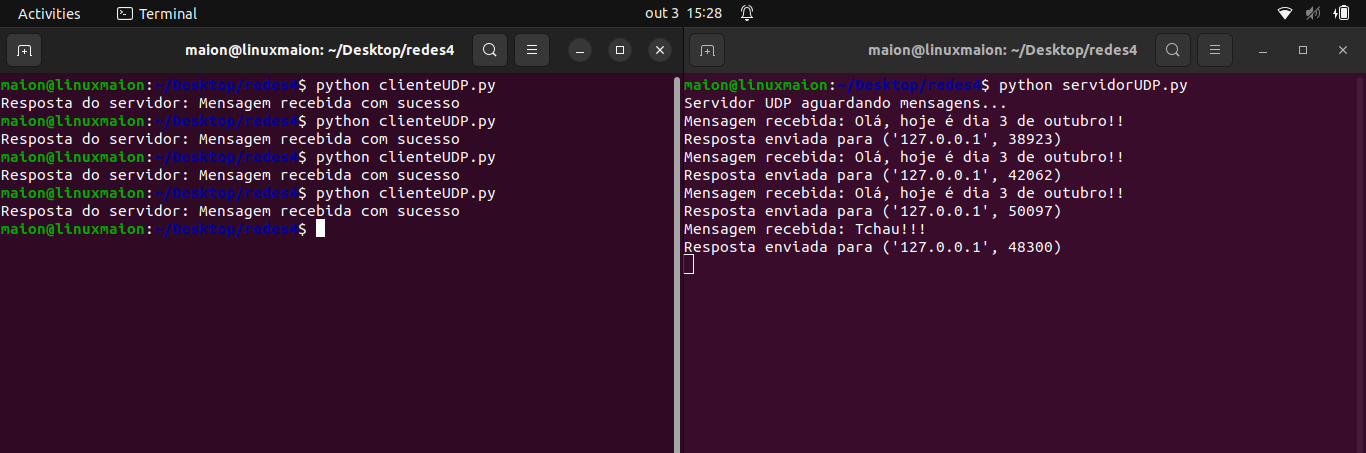 Activities Terminal out 3 15:28
maion@linuxmaion: ~/Desktop/redes4
maion@linuxmaion:~/Desktop/redes4$ python clienteUDP.py
Resposta do servidor: Mensagem recebida com sucesso
maion@linuxmaion:~/Desktop/redes4$ python clienteUDP.py
Resposta do servidor: Mensagem recebida com sucesso
maion@linuxmaion:~/Desktop/redes4$ python clienteUDP.py
Resposta do servidor: Mensagem recebida com sucesso
maion@linuxmaion:~/Desktop/redes4$ python clienteUDP.py
Resposta do servidor: Mensagem recebida com sucesso
maion@linuxmaion:~/Desktop/redes4$
maion@linuxmaion: ~/Desktop/redes4
maion@linuxmaion:~/Desktop/redes4$ python servidorUDP.py
Servidor UDP aguardando mensagens...
Mensagem recebida: Olá, hoje é dia 3 de outubro!!
Resposta enviada para ('127.0.0.1', 38923)
Mensagem recebida: Olá, hoje é dia 3 de outubro!!
Resposta enviada para ('127.0.0.1', 42062)
Mensagem recebida: Olá, hoje é dia 3 de outubro!!
Resposta enviada para ('127.0.0.1', 50097)
Mensagem recebida: Tchau!!!
Resposta enviada para ('127.0.0.1', 48300)